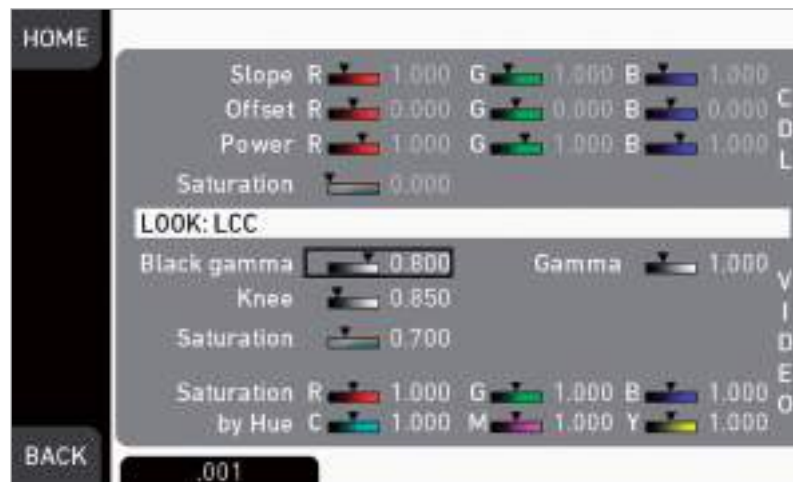 HOME
Slope R 1.000 G 1.000 B 1.000
Offset R 0.000 G 0.000 B 0.000
Power R 1.000 G 1.000 B 1.000
Saturation 0.000
CDL
LOOK: LCC
Black gamma 0.800 Gamma 1.000
Knee 0.850
Saturation 0.700
Saturation R 1.000 G 1.000 B 1.000
by Hue C 1.000 M 1.000 Y 1.000
VIDEO
BACK
.001